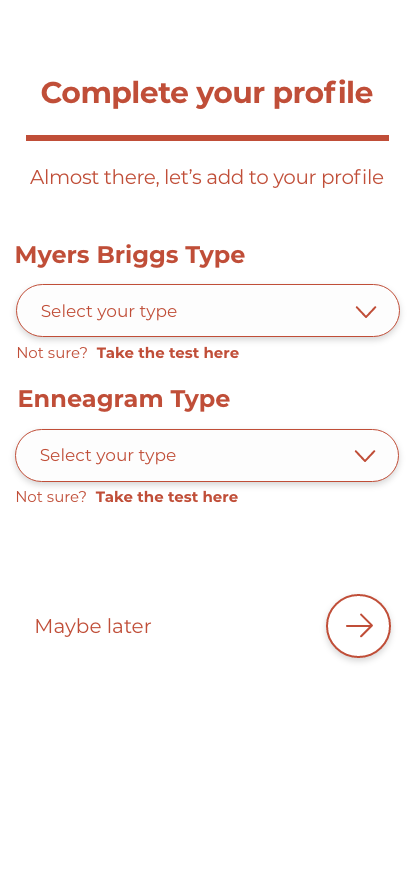 Complete your profile
Almost there, let’s add to your profile
Myers Briggs Type
Select your type
Not sure? Take the test here
Enneagram Type
Select your type
Not sure? Take the test here
Maybe later